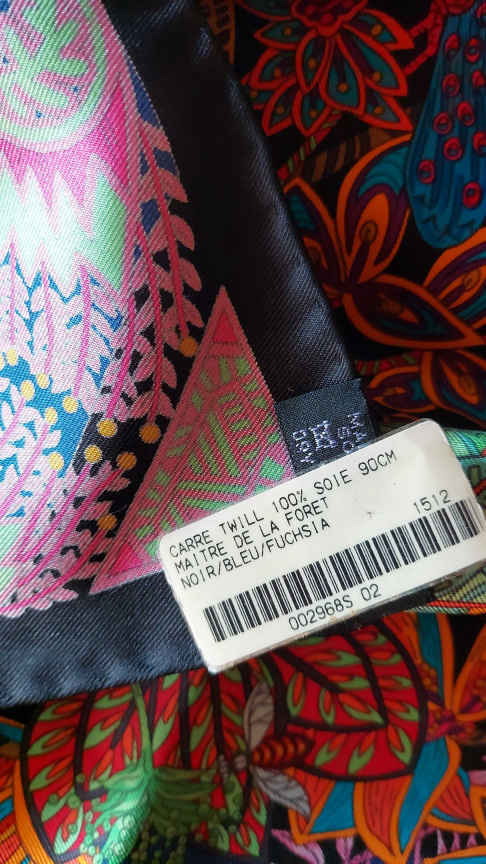 CARRE TWILL 100% SOIE 90CM
MAITRE DE LA FORET
NOIR/BLEU/FUCHSIA
1512
002968S 02